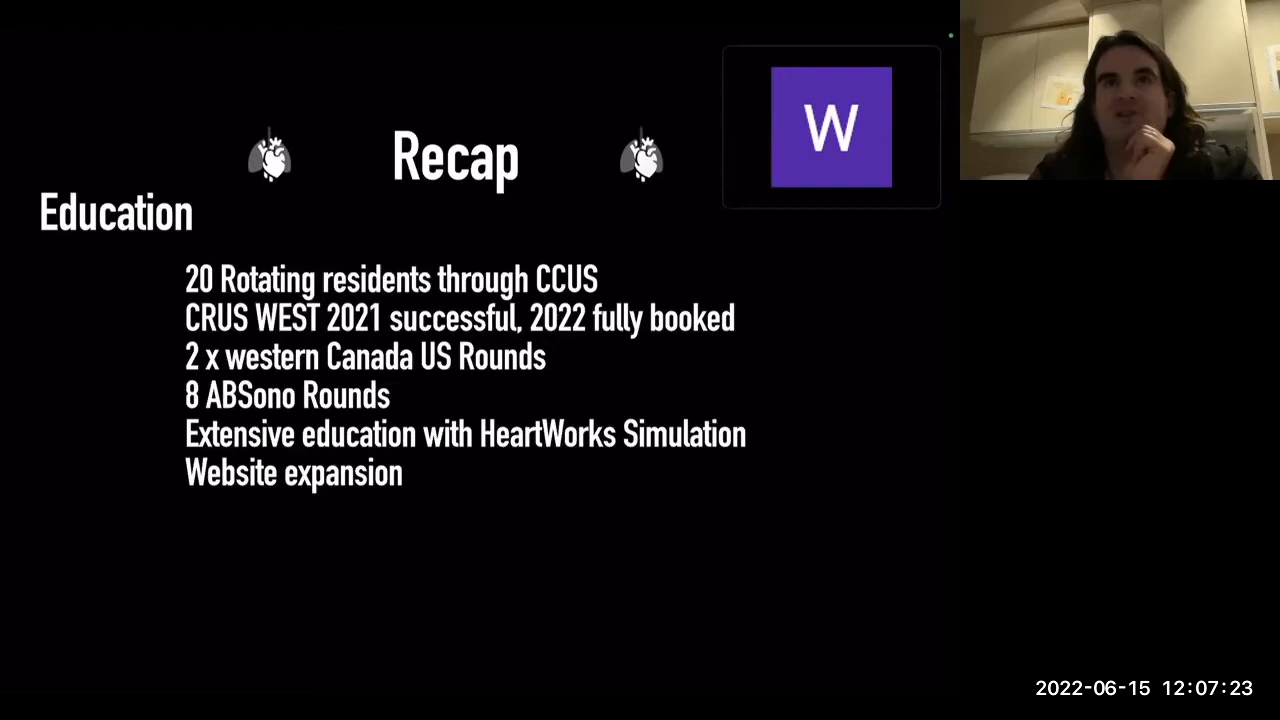 Recap
W
Education
20 Rotating residents through CCUS
CRUS WEST 2021 successful, 2022 fully booked
2 x western Canada US Rounds
8 ABSono Rounds
Extensive education with HeartWorks Simulation
Website expansion
2022-06-15 12:07:23